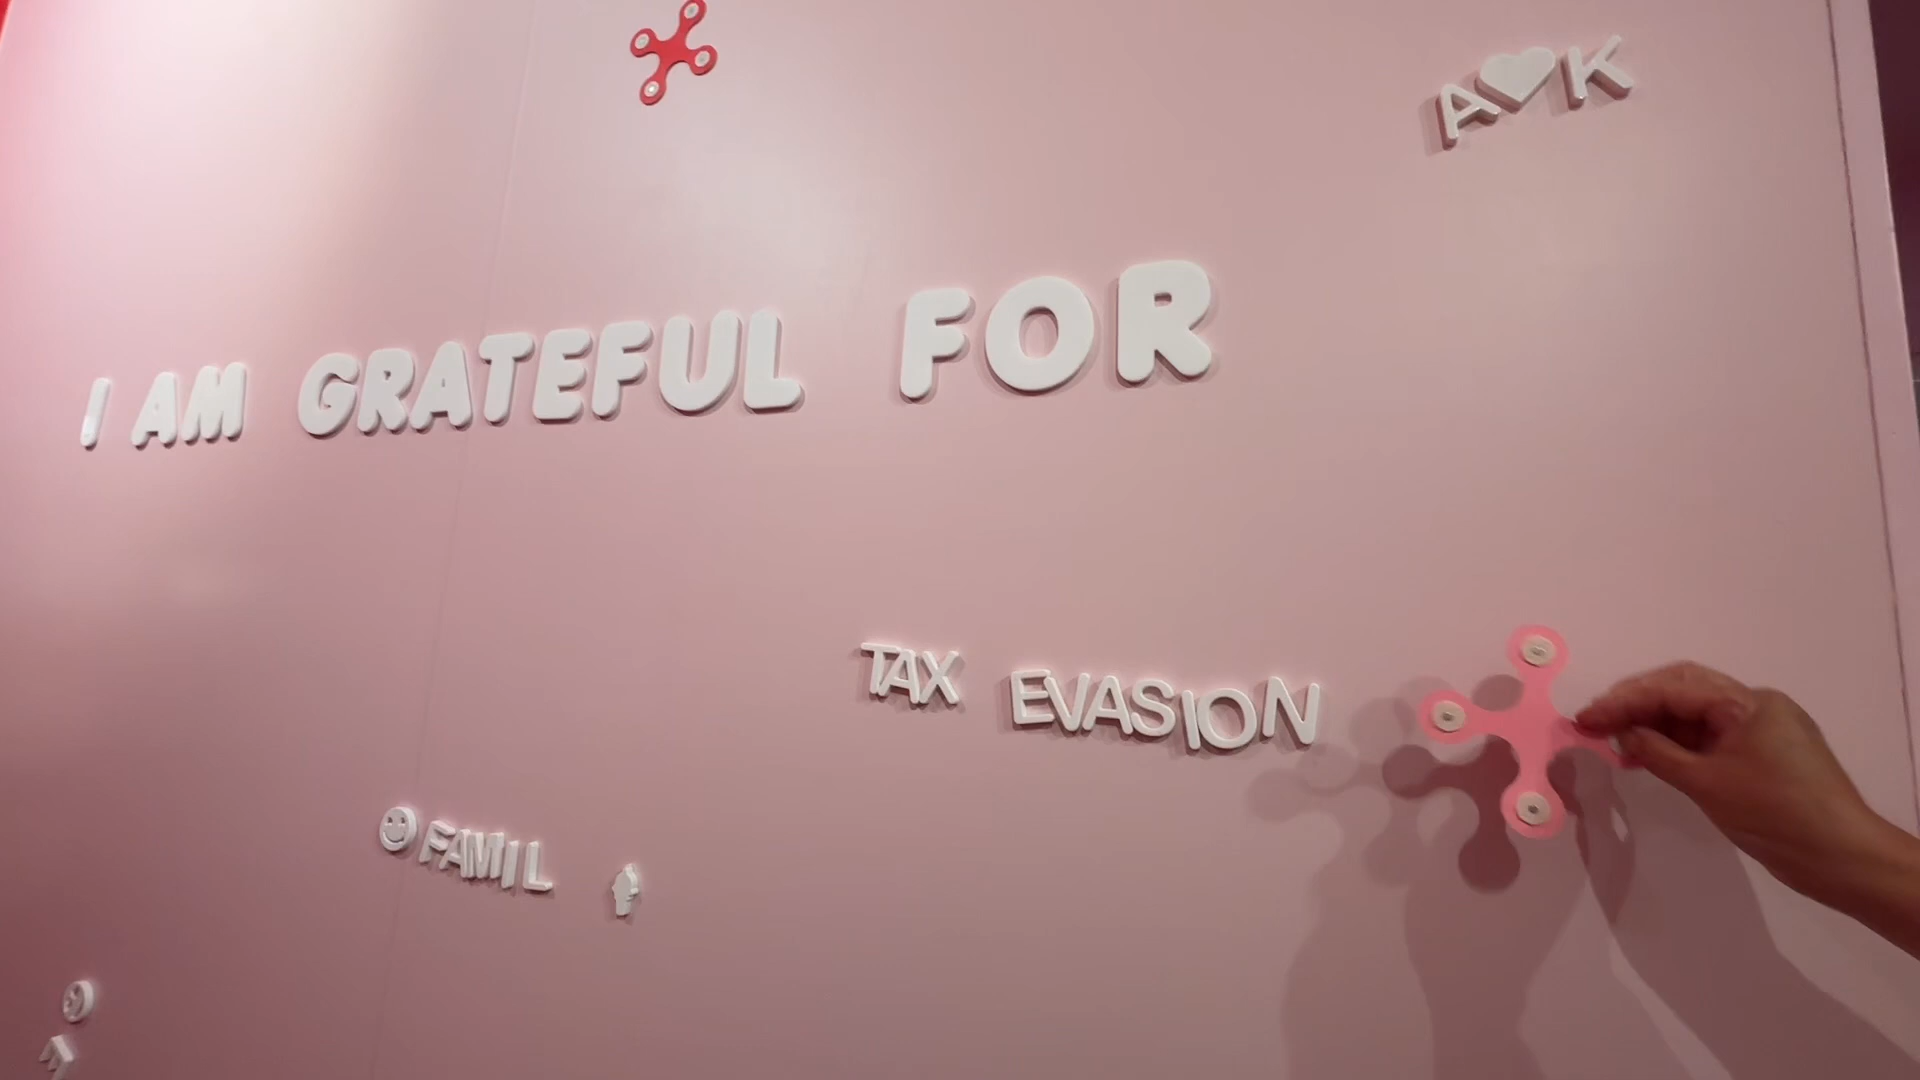 A♥K
I AM GRATEFUL FOR
TAX EVASION
FAMIL